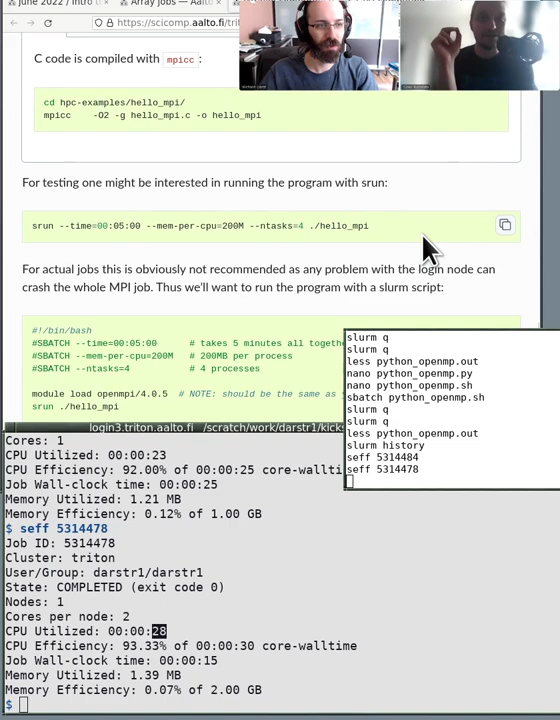 June 2022 / Intro
Array jobs — Aalt
https://scicomp.aalto.fi/trit
C code is compiled with mpicc :
cd hpc-examples/hello_mpi/
mpicc    -O2 -g hello_mpi.c -o hello_mpi
For testing one might be interested in running the program with srun:
srun --time=00:05:00 --mem-per-cpu=200M --ntasks=4 ./hello_mpi
For actual jobs this is obviously not recommended as any problem with the login node can
crash the whole MPI job. Thus we'll want to run the program with a slurm script:
#!/bin/bash
#SBATCH --time=00:05:00      # takes 5 minutes all togethe
#SBATCH --mem-per-cpu=200M   # 200MB per process
#SBATCH --ntasks=4           # 4 processes
module load openmpi/4.0.5  # NOTE: should be the same as
srun ./hello_mpi
slurm q
slurm q
less python_openmp.out
nano python_openmp.py
nano python_openmp.sh
sbatch python_openmp.sh
slurm q
slurm q
less python_openmp.out
slurm history
seff 5314484
seff 5314478
login3.triton.aalto.fi /scratch/work/darstr1/kicks
Cores: 1
CPU Utilized: 00:00:23
CPU Efficiency: 92.00% of 00:00:25 core-wallti
Job Wall-clock time: 00:00:25
Memory Utilized: 1.21 MB
Memory Efficiency: 0.12% of 1.00 GB
$ seff 5314478
Job ID: 5314478
Cluster: triton
User/Group: darstr1/darstr1
State: COMPLETED (exit code 0)
Nodes: 1
Cores per node: 2
CPU Utilized: 00:00:28
CPU Efficiency: 93.33% of 00:00:30 core-walltime
Job Wall-clock time: 00:00:15
Memory Utilized: 1.39 MB
Memory Efficiency: 0.07% of 2.00 GB
$